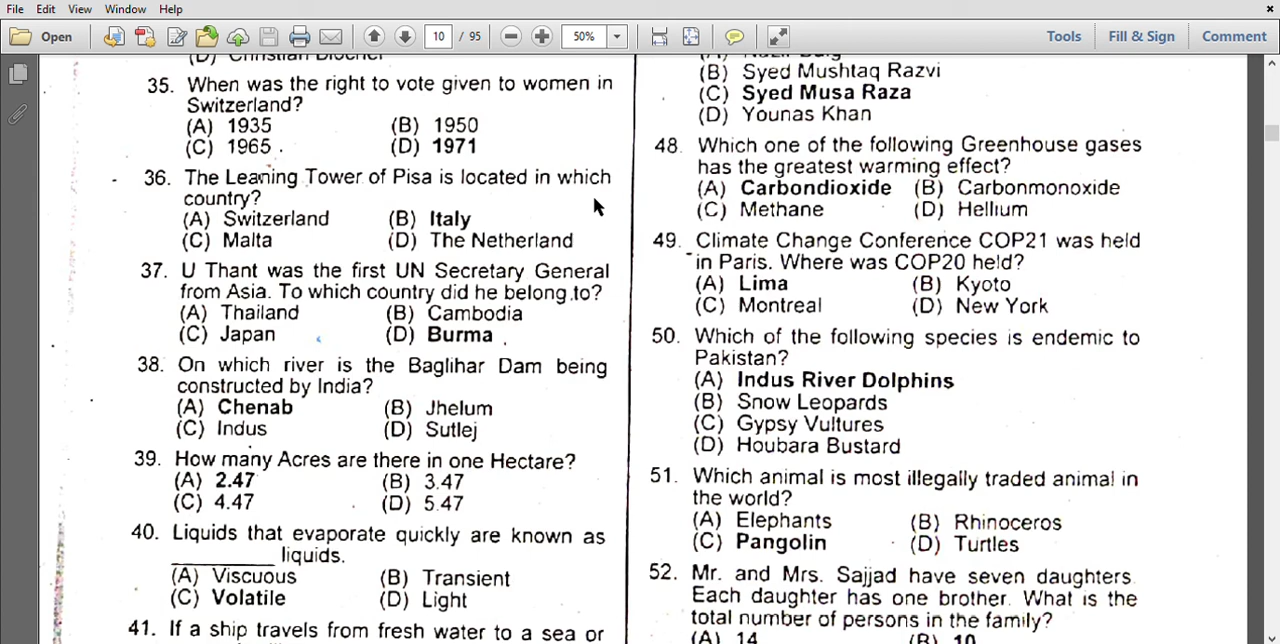 File Edit View Window Help
Open 10 / 95 50% Tools Fill & Sign Comment
35. When was the right to vote given to women in
Switzerland?
(A) 1935 (B) 1950
(C) 1965 (D) 1971
36. The Leaning Tower of Pisa is located in which
country?
(A) Switzerland (B) Italy
(C) Malta (D) The Netherland
37. U Thant was the first UN Secretary General
from Asia. To which country did he belong to?
(A) Thailand (B) Cambodia
(C) Japan (D) Burma
38. On which river is the Baglihar Dam being
constructed by India?
(A) Chenab (B) Jhelum
(C) Indus (D) Sutlej
39. How many Acres are there in one Hectare?
(A) 2.47 (B) 3.47
(C) 4.47 (D) 5.47
40. Liquids that evaporate quickly are known as
__________ liquids.
(A) Viscuous (B) Transient
(C) Volatile (D) Light
41. If a ship travels from fresh water to a sea or
(B) Syed Mushtaq Razvi
(C) Syed Musa Raza
(D) Younas Khan
48. Which one of the following Greenhouse gases
has the greatest warming effect?
(A) Carbondioxide (B) Carbonmonoxide
(C) Methane (D) Hellium
49. Climate Change Conference COP21 was held
in Paris. Where was COP20 held?
(A) Lima (B) Kyoto
(C) Montreal (D) New York
50. Which of the following species is endemic to
Pakistan?
(A) Indus River Dolphins
(B) Snow Leopards
(C) Gypsy Vultures
(D) Houbara Bustard
51. Which animal is most illegally traded animal in
the world?
(A) Elephants (B) Rhinoceros
(C) Pangolin (D) Turtles
52. Mr. and Mrs. Sajjad have seven daughters.
Each daughter has one brother. What is the
total number of persons in the family?
(A) 14 (B) 10